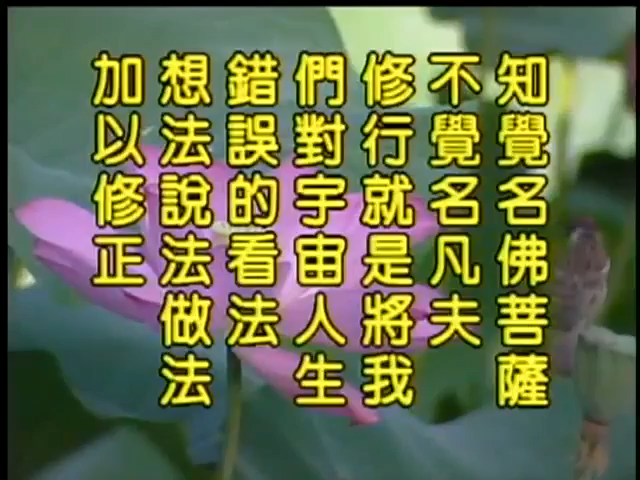 知覺名佛菩薩
不覺名凡夫
修行就是將我
們對宇宙人生
錯誤的看法
想法說法做法
加以修正